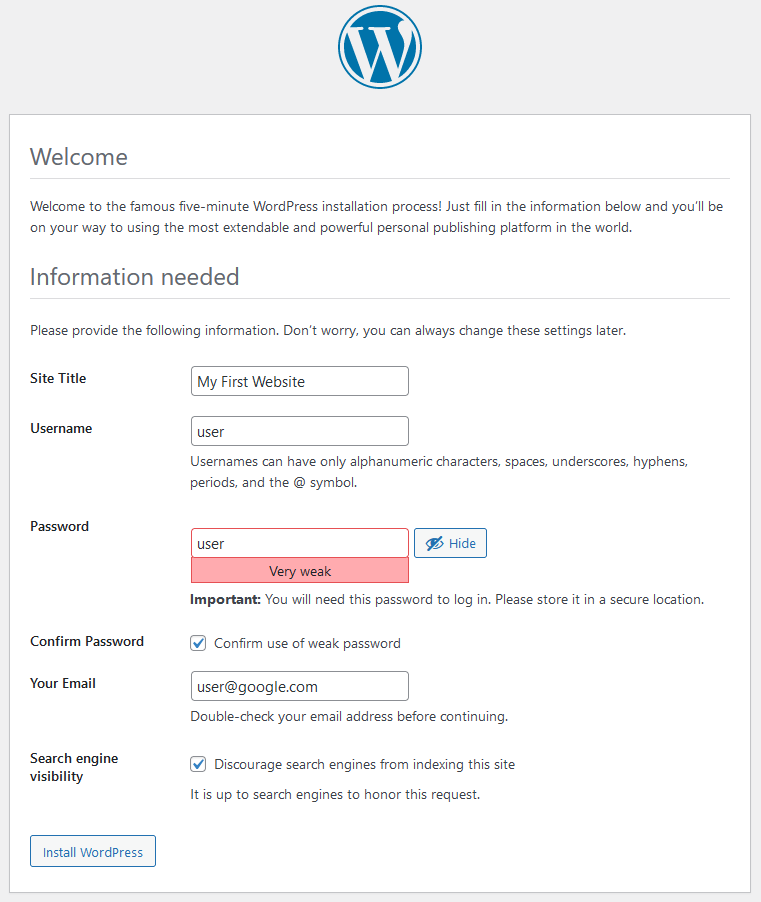 Welcome
Welcome to the famous five-minute WordPress installation process! Just fill in the information below and you’ll be
on your way to using the most extendable and powerful personal publishing platform in the world.
Information needed
Please provide the following information. Don’t worry, you can always change these settings later.
Site Title
My First Website
Username
user
Usernames can have only alphanumeric characters, spaces, underscores, hyphens,
periods, and the @ symbol.
Password
user
Hide
Very weak
Important: You will need this password to log in. Please store it in a secure location.
Confirm Password
Confirm use of weak password
Your Email
user@google.com
Double-check your email address before continuing.
Search engine
visibility
Discourage search engines from indexing this site
It is up to search engines to honor this request.
Install WordPress